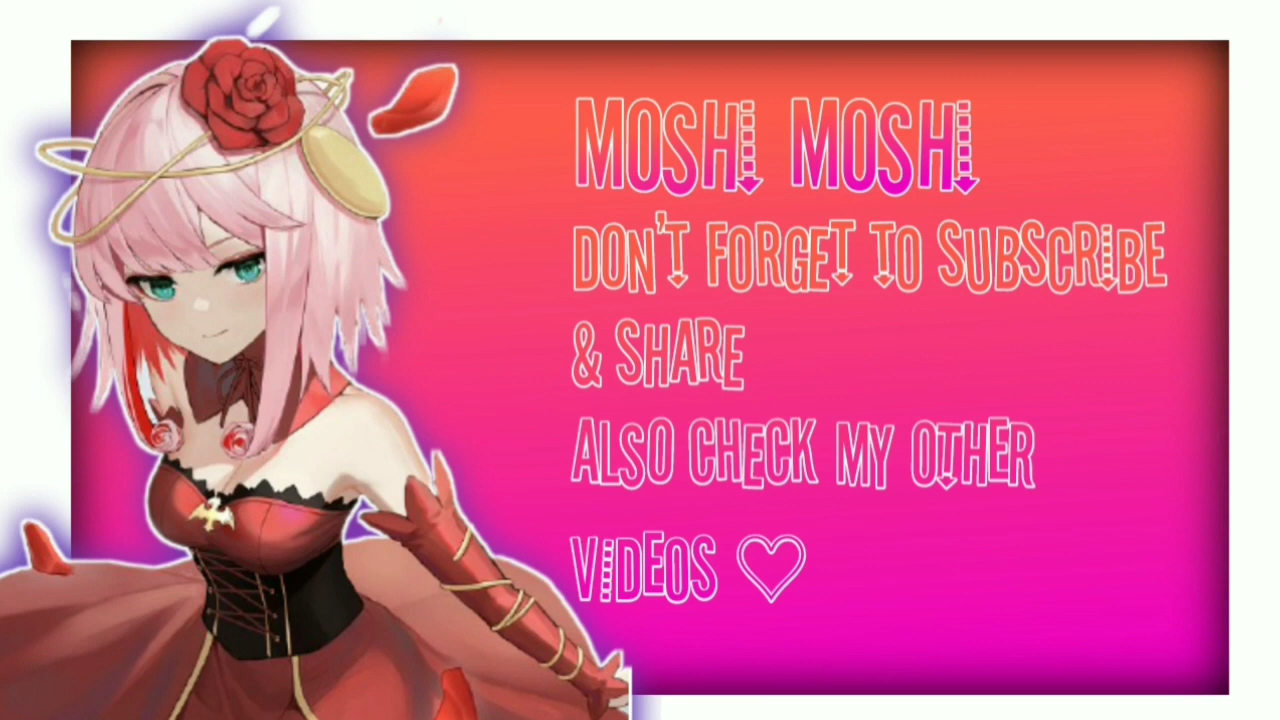 MOSHi MOSHi
DON'T FORGET TO SUBSCRiBE
& SHARE
ALSO CHECK MY OTHER
ViDEOS ♡